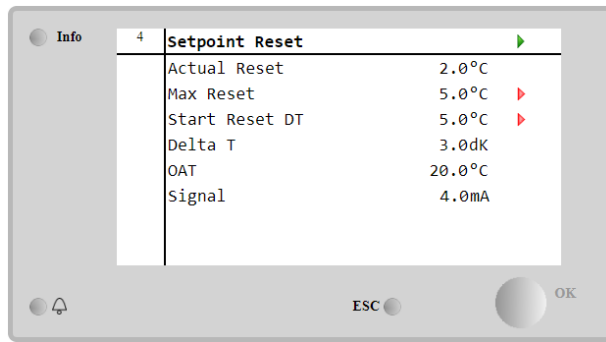 Info
4 Setpoint Reset
Actual Reset 2.0°C
Max Reset 5.0°C
Start Reset DT 5.0°C
Delta T 3.0dK
OAT 20.0°C
Signal 4.0mA
ESC OK